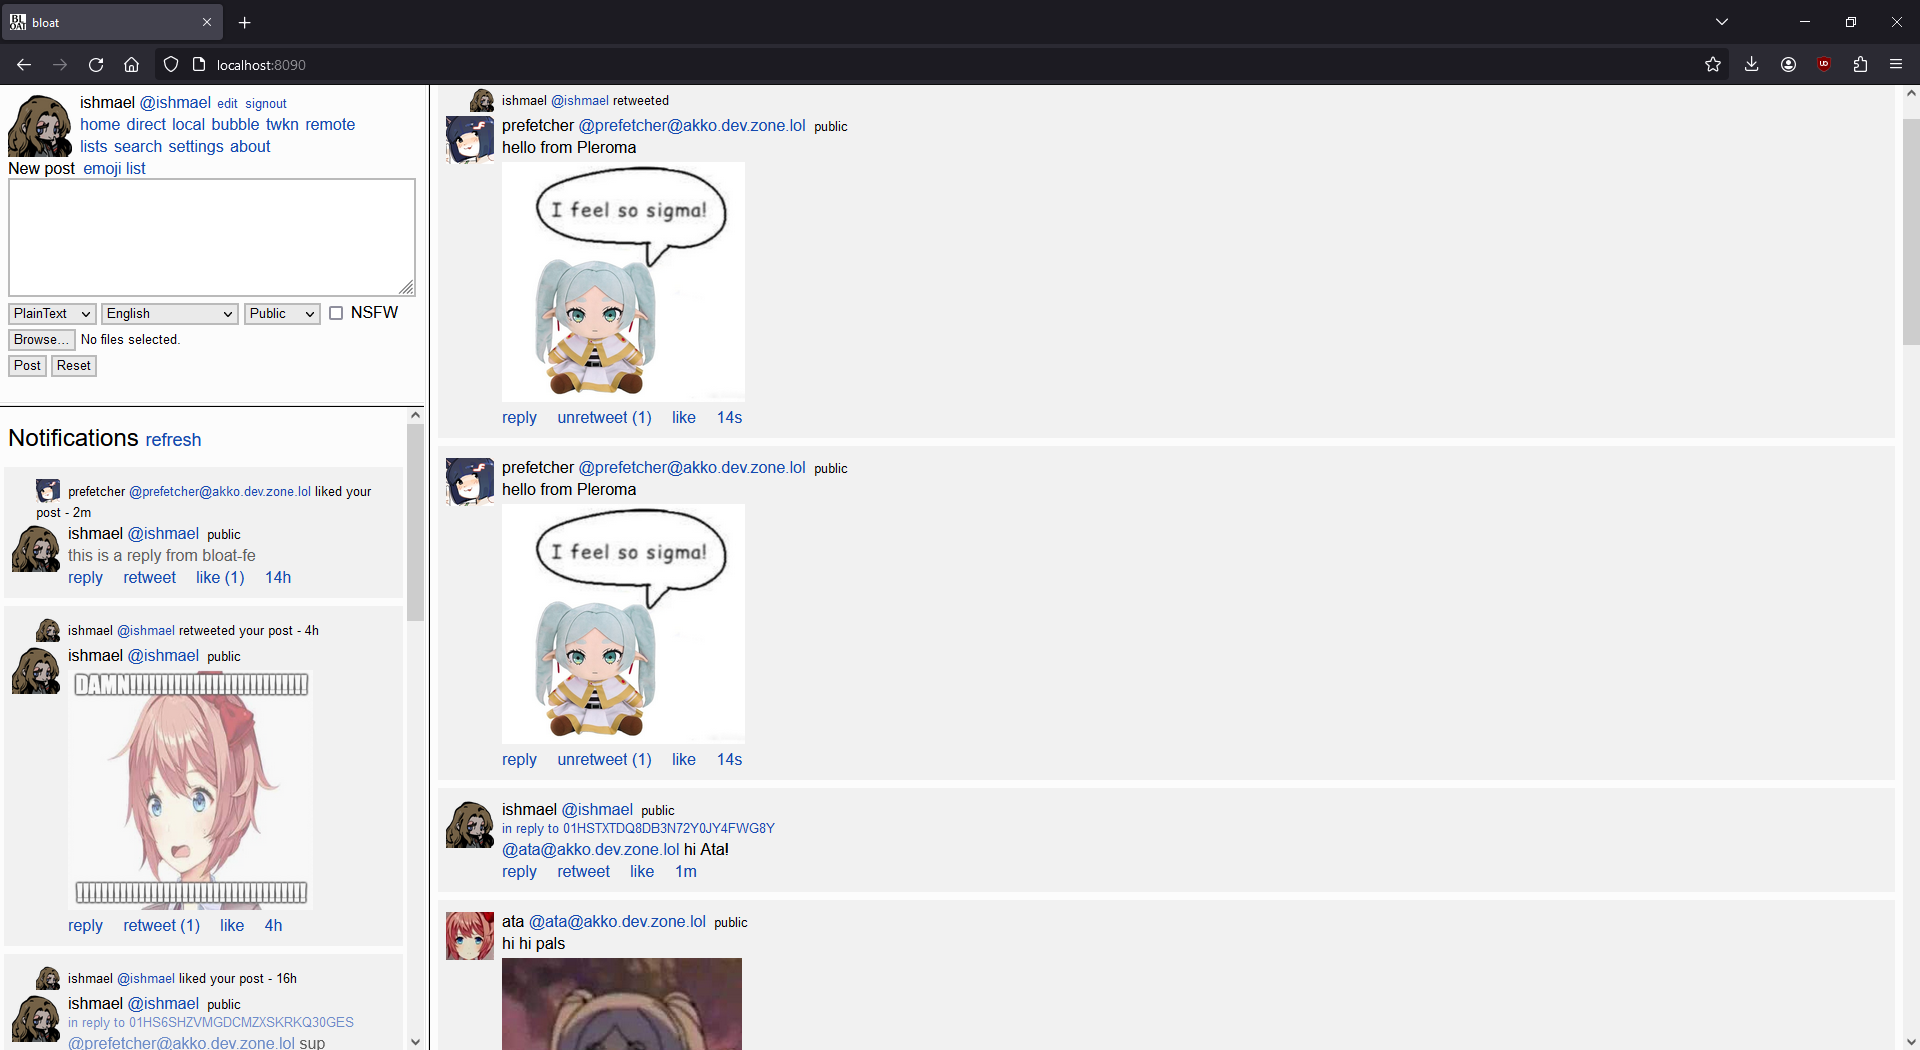 bloat
localhost:8090
ishmael @ishmael edit signout
home direct local bubble twkn remote
lists search settings about
New post emoji list
PlainText English Public NSFW
Browse... No files selected.
Post Reset
Notifications refresh
prefetcher @prefetcher@akko.dev.zone.lol liked your
post - 2m
ishmael @ishmael public
this is a reply from bloat-fe
reply retweet like (1) 14h
ishmael @ishmael retweeted your post - 4h
ishmael @ishmael public
reply retweet (1) like 4h
ishmael @ishmael liked your post - 16h
ishmael @ishmael public
in reply to 01HS6SHZVMGDCMZXSKRKQ30GES
@prefetcher@akko.dev.zone.lol sup
ishmael @ishmael retweeted
prefetcher @prefetcher@akko.dev.zone.lol public
hello from Pleroma
I feel so sigma!
reply unretweet (1) like 14s
prefetcher @prefetcher@akko.dev.zone.lol public
hello from Pleroma
I feel so sigma!
reply unretweet (1) like 14s
ishmael @ishmael public
in reply to 01HSTXTDQ8DB3N72Y0JY4FWG8Y
@ata@akko.dev.zone.lol hi Ata!
reply retweet like 1m
ata @ata@akko.dev.zone.lol public
hi hi pals